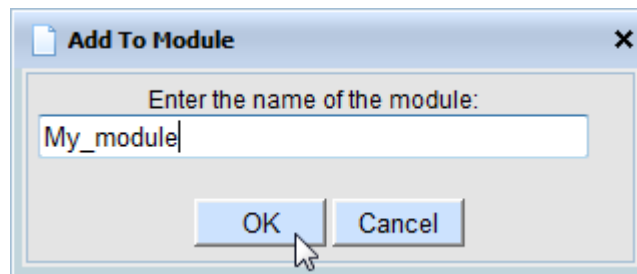 Add To Module
Enter the name of the module:
My_module
OK Cancel